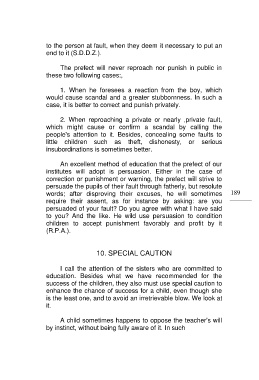 to the person at fault, when they deem it necessary to put an
end to it (S.D.D.Z.).
The prefect will never reproach nor punish in public in
these two following cases:,
1. When he foresees a reaction from the boy, which
would cause scandal and a greater stubbornness. In such a
case, it is better to correct and punish privately.
2. When reproaching a private or nearly ,private fault,
which might cause or confirm a scandal by calling the
people's attention to it. Besides, concealing some faults to
little children such as theft, dishonesty, or serious
insubordinations is sometimes better.
An excellent method of education that the prefect of our
institutes will adopt is persuasion. Either in the case of
correction or punishment or warning, the prefect will strive to
persuade the pupils of their fault through fatherly, but resolute
words; after disproving their excuses, he will sometimes
require their assent, as for instance by asking: are you
persuaded of your fault? Do you agree with what I have said
to you? And the like. He wild use persuasion to condition
children to accept punishment favorably and profit by it
(R.P.A.).
189
10. SPECIAL CAUTION
I call the attention of the sisters who are committed to
education. Besides what we have recommended for the
success of the children, they also must use special caution to
enhance the chance of success for a child, even though she
is the least one, and to avoid an irretrievable blow. We look at
it.
A child sometimes happens to oppose the teacher's will
by instinct, without being fully aware of it. In such